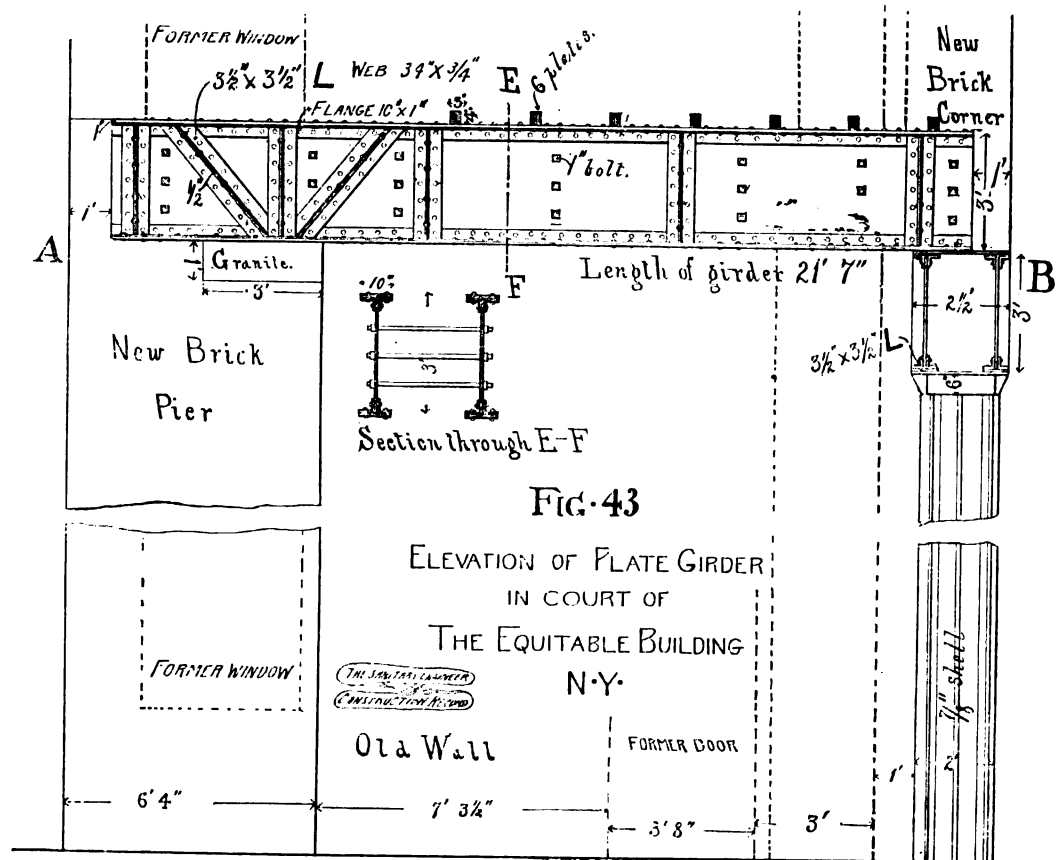 FORMER WINDOW
3½" X 3½" L
WEB 34" X ¾"
FLANGE 10" X 1"
E
6 plates.
New
Brick
Corner
½"
1" bolt.
1'
3'
1'
A
Granite.
1'
3'
Length of girder 21' 7"
B
10"
F
3'
2½'
3'
3½" X 3½" L
6"
New Brick
Pier
Section through E-F
FIG. 43
ELEVATION OF PLATE GIRDER
IN COURT OF
THE EQUITABLE BUILDING
N.Y.
FORMER WINDOW
THE SANITARY ENGINEER
CONSTRUCTION RECORD
Old Wall
FORMER DOOR
⅞" shell
6' 4"
7' 3½"
3' 8"
3'
1'
2'